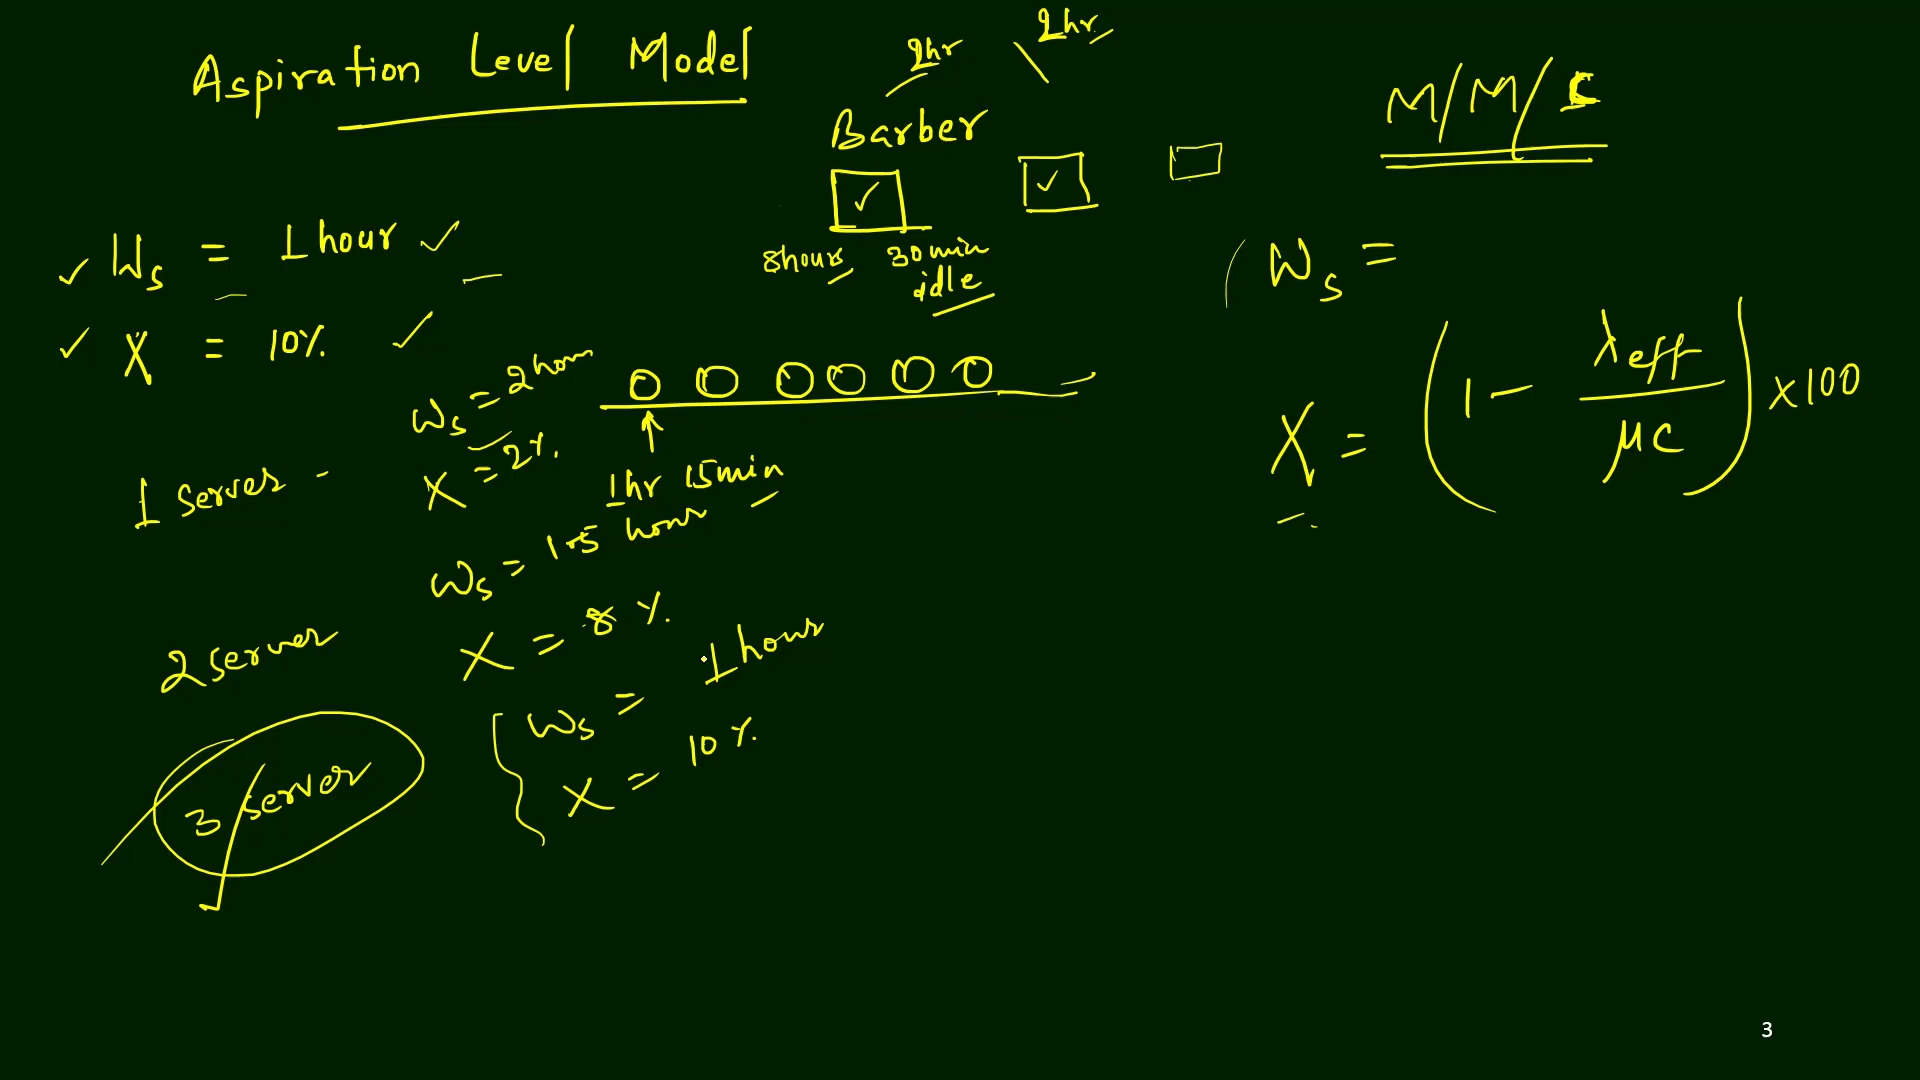 Aspiration Level Model
2hr 2hr
Barber
M/M/C
8hours 30min
idle
Ws = 1 hour
X = 10%
Ws =
X = (1 - λeff / μc) x 100
1 server -
Ws = 2 hour
X = 2%.
1hr 15min
2 server
Ws = 1.5 hour
X = 8%.
3 server
Ws = 1 hour
X = 10%.
3